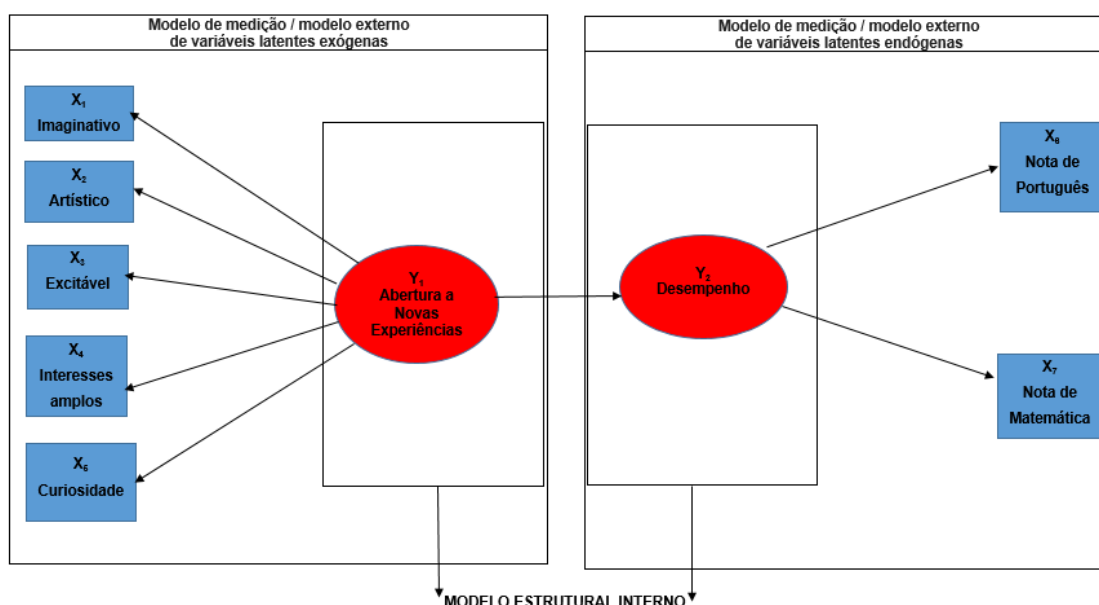 Modelo de medição / modelo externo
de variáveis latentes exógenas
X₁
Imaginativo
X₂
Artístico
X₃
Excitável
X₄
Interesses
amplos
X₅
Curiosidade
Y₁
Abertura a
Novas
Experiências
Modelo de medição / modelo externo
de variáveis latentes endógenas
Y₂
Desempenho
X₆
Nota de
Português
X₇
Nota de
Matemática
MODELO ESTRUTURAL INTERNO